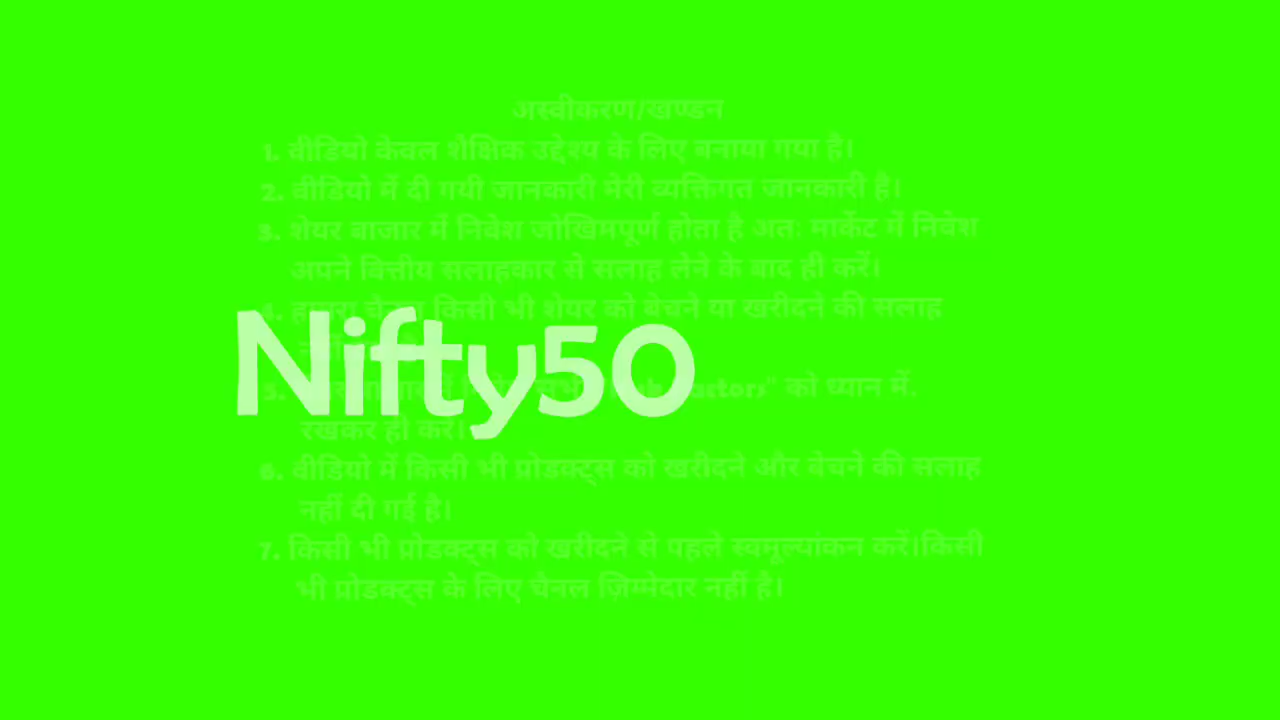 अस्वीकरण/खण्डन
1. वीडियो केवल शैक्षिक उद्देश्य के लिए बनाया गया है।
2. वीडियो में दी गयी जानकारी मेरी व्यक्तिगत जानकारी है।
3. शेयर बाजार में निवेश जोखिमपूर्ण होता है अतः मार्केट में निवेश
अपने वित्तीय सलाहकार से सलाह लेने के बाद ही करें।
किसी भी शेयर को बेचने या खरीदने की सलाह
Nifty50
5. को ध्यान में.
रखकर ही करें।
6. वीडियो में किसी भी प्रोडक्ट्स को खरीदने और बेचने की सलाह
नहीं दी गई है।
7. किसी भी प्रोडक्ट्स को खरीदने से पहले स्वमूल्यांकन करें।किसी
भी प्रोडक्ट्स के लिए चैनल ज़िम्मेदार नहीं है।